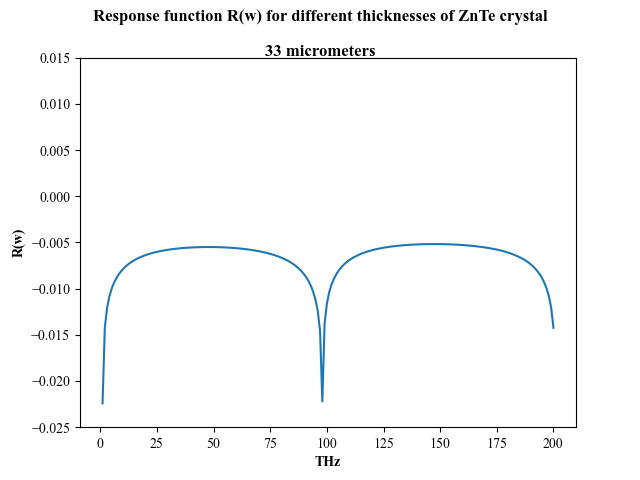 Response function R(w) for different thicknesses of ZnTe crystal
33 micrometers
0.015
0.010
0.005
0.000
−0.005
−0.010
−0.015
−0.020
−0.025
R(w)
0 25 50 75 100 125 150 175 200
THz